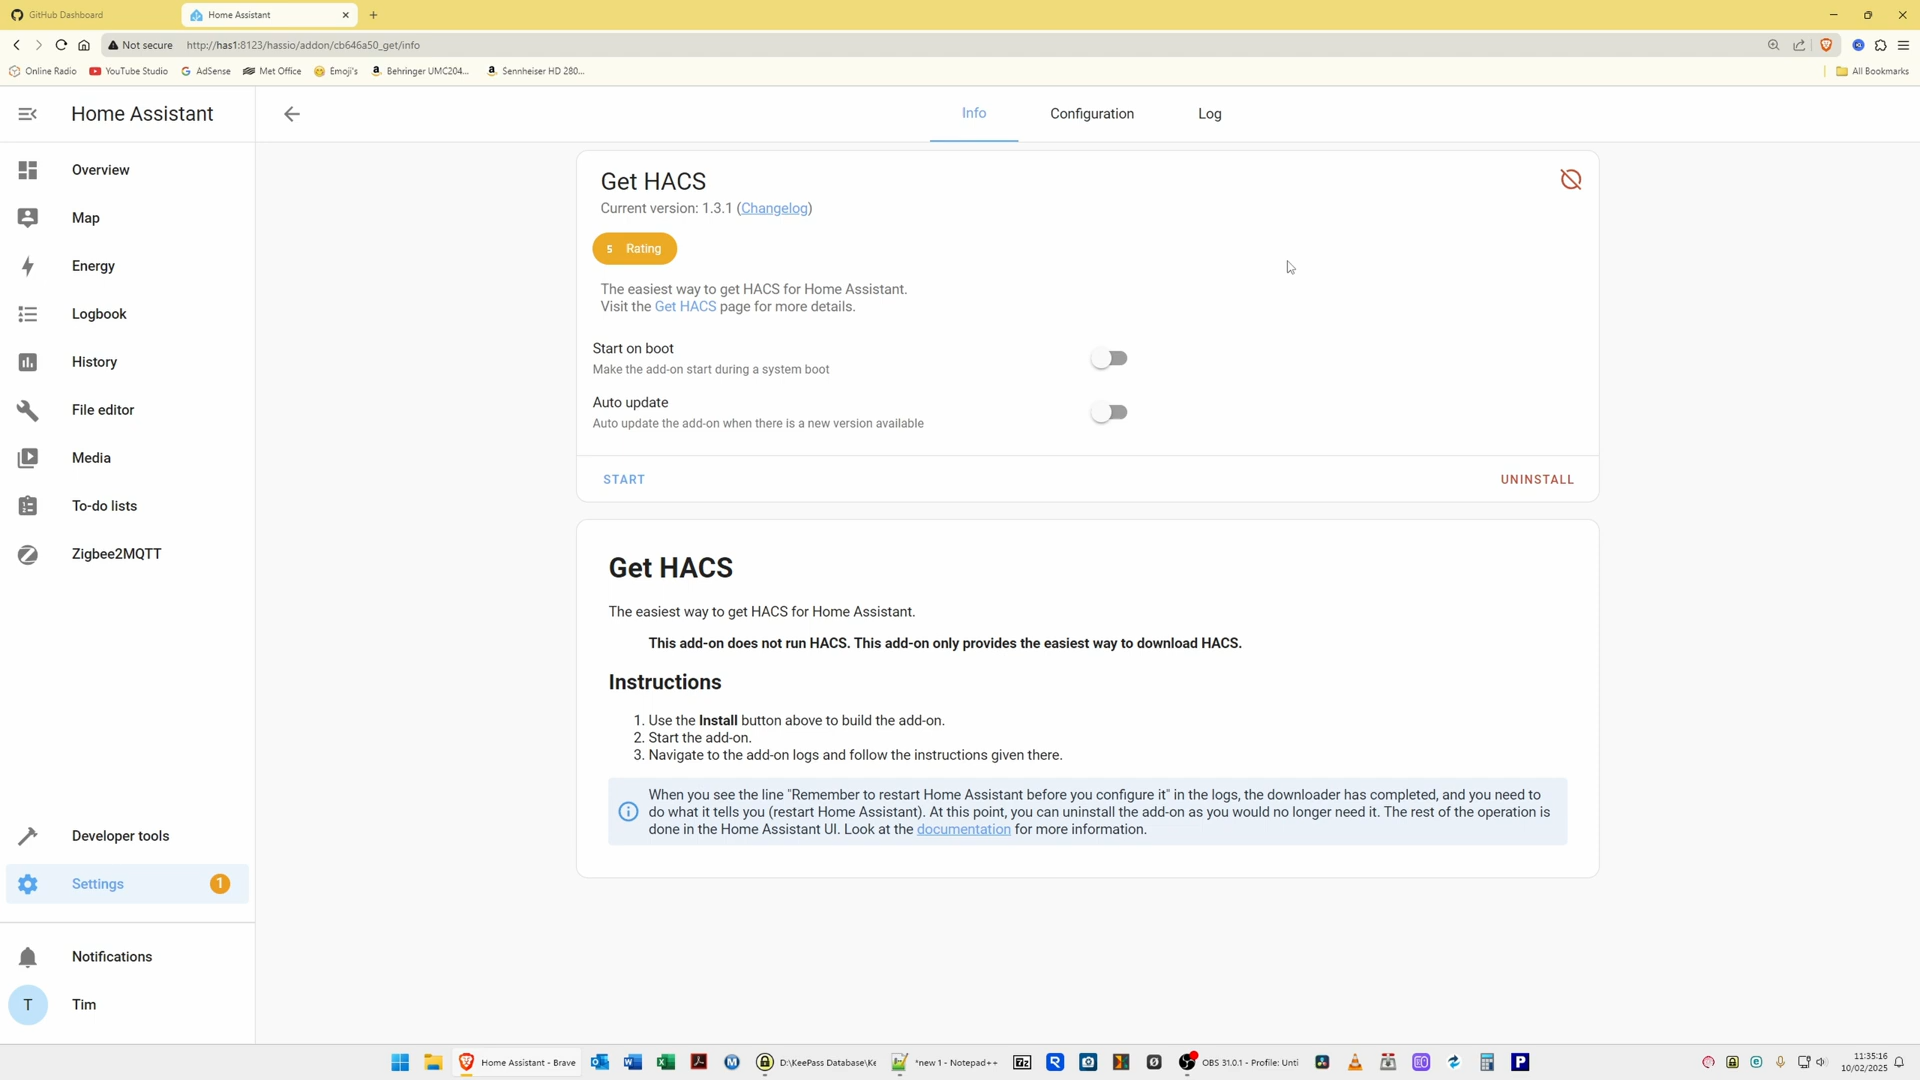 GitHub Dashboard
Home Assistant
Not secure
http://has1:8123/hassio/addon/cb646a50_get/info
Online Radio
YouTube Studio
AdSense
Met Office
Emoji's
Behringer UMC204...
Sennheiser HD 280...
All Bookmarks
Home Assistant
Info
Configuration
Log
Overview
Map
Energy
Logbook
History
File editor
Media
To-do lists
Zigbee2MQTT
Developer tools
Settings
1
Notifications
T
Tim
Get HACS
Current version: 1.3.1 (Changelog)
5 Rating
The easiest way to get HACS for Home Assistant.
Visit the Get HACS page for more details.
Start on boot
Make the add-on start during a system boot
Auto update
Auto update the add-on when there is a new version available
START
UNINSTALL
Get HACS
The easiest way to get HACS for Home Assistant.
This add-on does not run HACS. This add-on only provides the easiest way to download HACS.
Instructions
1. Use the Install button above to build the add-on.
2. Start the add-on.
3. Navigate to the add-on logs and follow the instructions given there.
When you see the line "Remember to restart Home Assistant before you configure it" in the logs, the downloader has completed, and you need to
do what it tells you (restart Home Assistant). At this point, you can uninstall the add-on as you would no longer need it. The rest of the operation is
done in the Home Assistant UI. Look at the documentation for more information.
Home Assistant - Brave
D:\KeePass Database\Ke
*new 1 - Notepad++
OBS 31.0.1 - Profile: Unti
11:35:16
10/02/2025